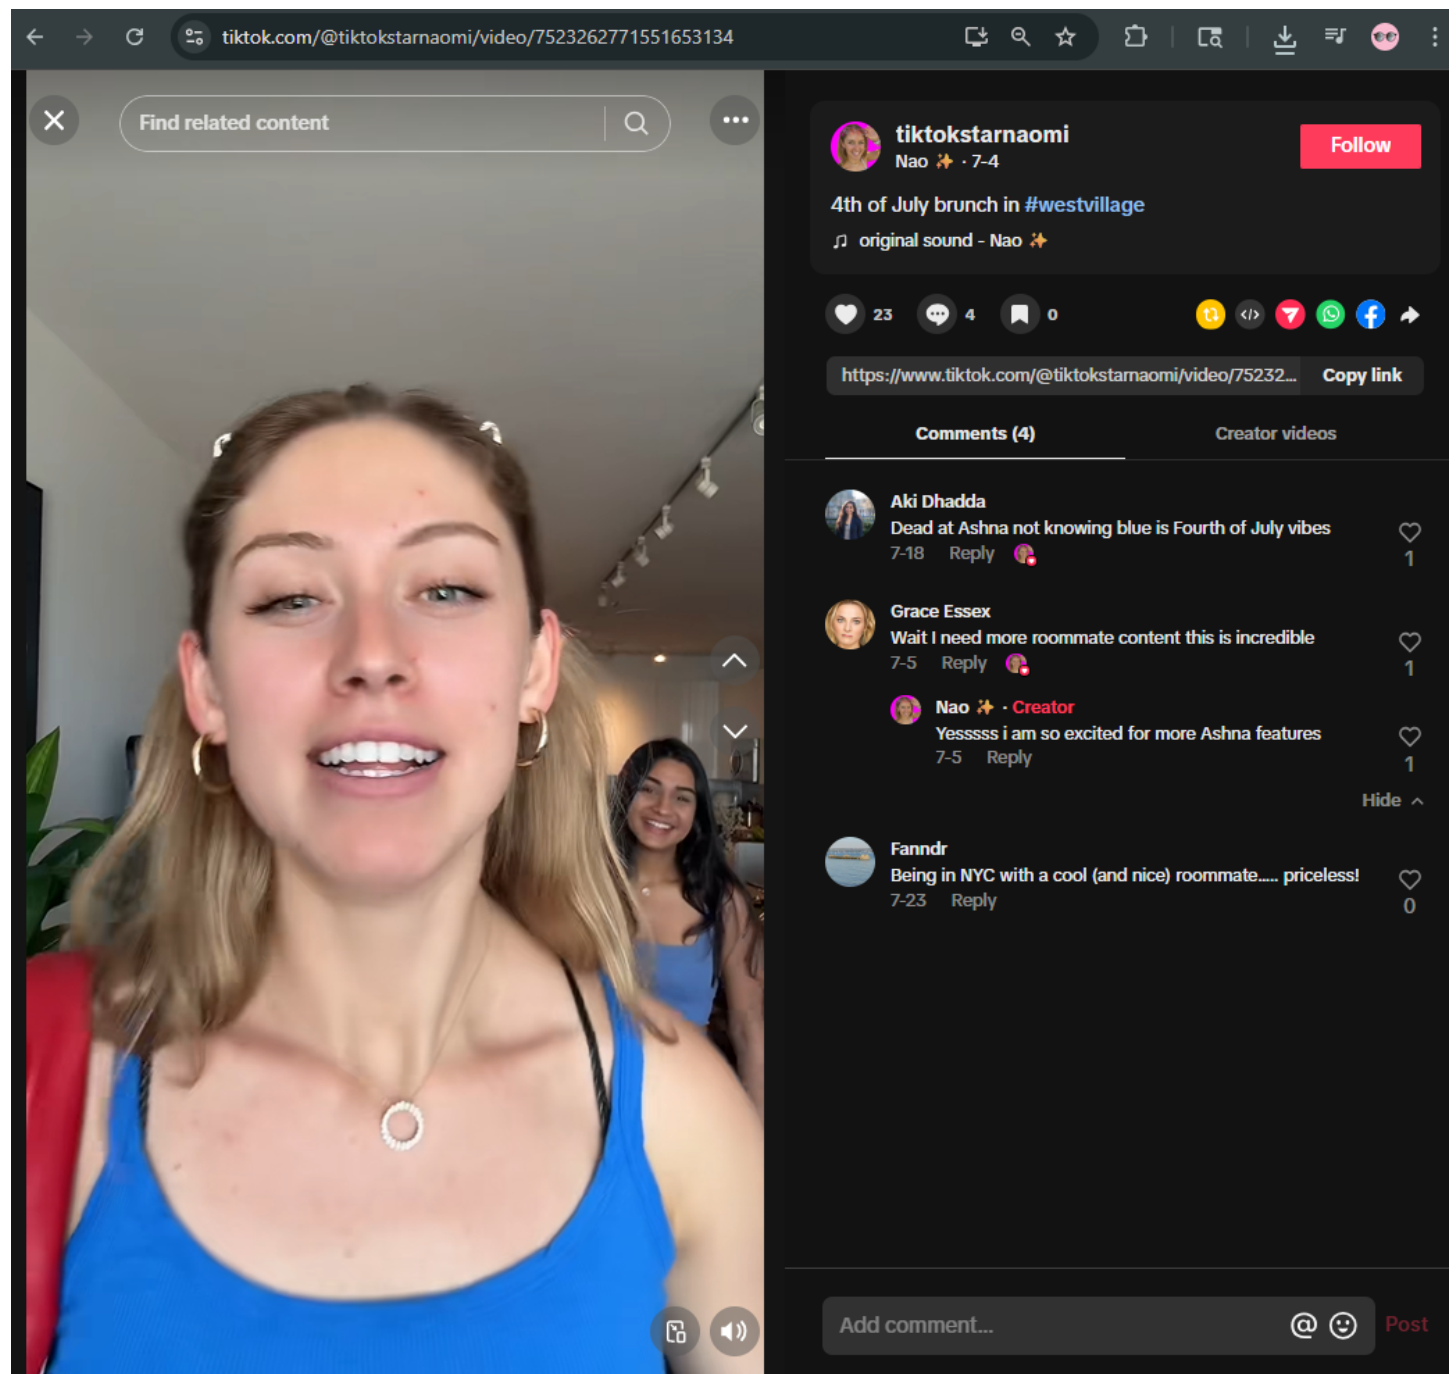 tiktok.com/@tiktokstarnaomi/video/7523262771551653134
Find related content
tiktokstarnaomi
Nao ✨ · 7-4
Follow
4th of July brunch in #westvillage
♫ original sound - Nao ✨
23
4
0
https://www.tiktok.com/@tiktokstarnaomi/video/75232...
Copy link
Comments (4)
Creator videos
Aki Dhadda
Dead at Ashna not knowing blue is Fourth of July vibes
7-18 Reply
1
Grace Essex
Wait I need more roommate content this is incredible
7-5 Reply
1
Nao ✨ · Creator
Yesssss i am so excited for more Ashna features
7-5 Reply
1
Hide
Fanndr
Being in NYC with a cool (and nice) roommate..... priceless!
7-23 Reply
0
Add comment...
@
Post